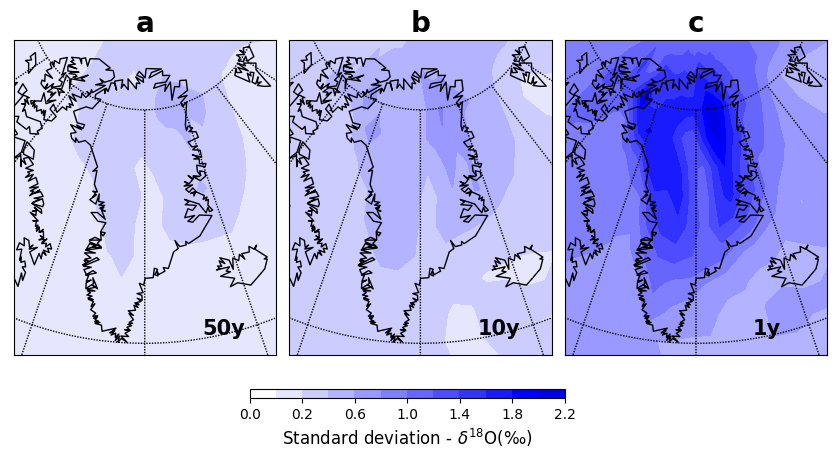 a b c
50y 10y 1y
0.0 0.2 0.6 1.0 1.4 1.8 2.2
Standard deviation - δ¹⁸O(‰)